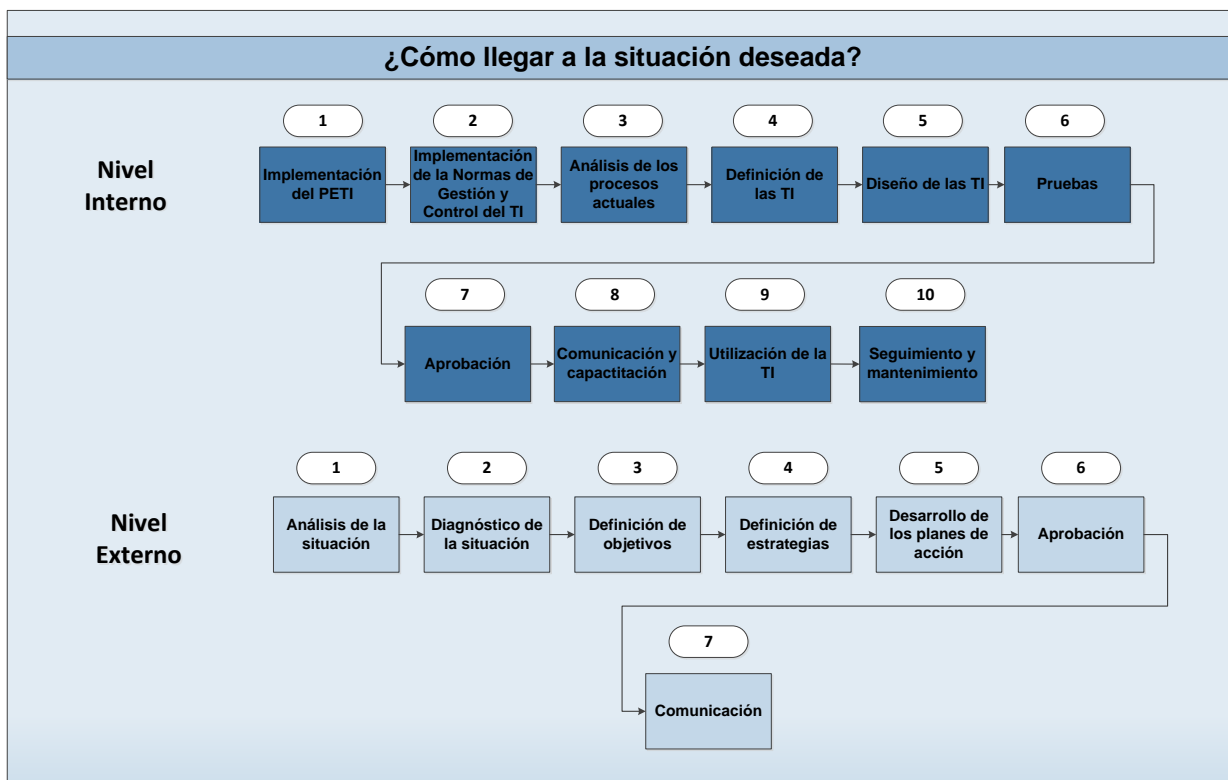 ¿Cómo llegar a la situación deseada?
1
2
3
4
5
6
Nivel
Interno
Implementación
del PETI
Implementación
de la Normas de
Gestión y
Control del TI
Análisis de los
procesos
actuales
Definición de
las TI
Diseño de las TI
Pruebas
7
8
9
10
Aprobación
Comunicación y
capactitación
Utilización de la
TI
Seguimiento y
mantenimiento
1
2
3
4
5
6
Nivel
Externo
Análisis de la
situación
Diagnóstico de
la situación
Definición de
objetivos
Definición de
estrategias
Desarrollo de
los planes de
acción
Aprobación
7
Comunicación